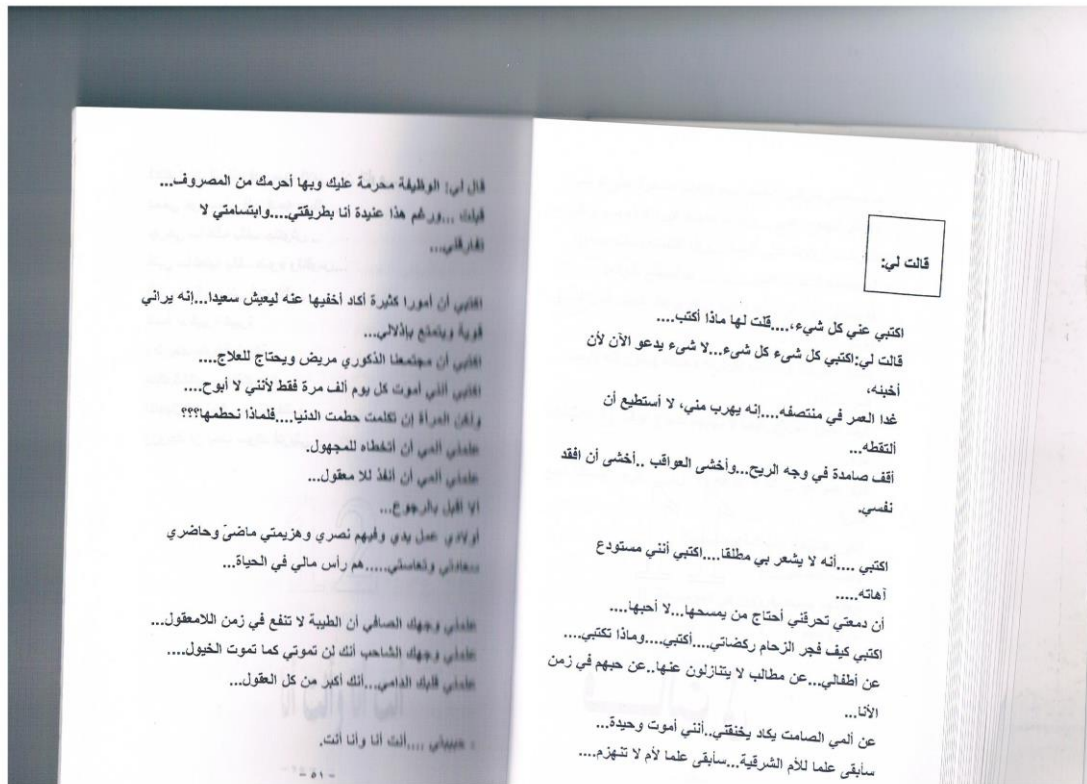 قالت لي:
اكتبي عني كل شيء،....قلت لها ماذا أكتب....
قالت لي:اكتبي كل شيء كل شىء...لا شىء يدعو الآن لأن
أخبئه،
غدا العمر في منتصفه....إنه يهرب مني، لا أستطيع أن
ألتقطه...
أقف صامدة في وجه الريح...وأخشى العواقب ..أخشى أن افقد
نفسي.
اكتبي ....أنه لا يشعر بي مطلقا....اكتبي أنني مستودع
آهاته.....
أن دمعتي تحرقني أحتاج من يمسحها...لا أحبها....
اكتبي كيف فجر الزحام ركضاتي....أكتبي....وماذا تكتبي....
عن أطفالي...عن مطالب لا يتنازلون عنها..عن حبهم في زمن
الأنا...
عن ألمي الصامت يكاد يخنقني..أنني أموت وحيدة...
سأبقى علما للأم الشرقية...سأبقى علما لأم لا تنهزم....
قال لي: الوظيفة محرمة عليك وبها أحرمك من المصروف...
قبلت ...ورغم هذا عنيدة أنا بطريقتي....وابتسامتي لا
تفارقني...
اكتبي أن أمورا كثيرة أكاد أخفيها عنه ليعيش سعيدا...إنه يراني
قوية ويتمتع بإذلالي...
اكتبي أن مجتمعنا الذكوري مريض ويحتاج للعلاج....
اكتبي أنني أموت كل يوم ألف مرة فقط لأنني لا أبوح....
ولكن المرأة إن تكلمت حطمت الدنيا....فلماذا نحطمها؟؟؟
علمني ألمي أن أتخطاه للمجهول.
علمني ألمي أن أنفذ للا معقول...
ألا أقبل بالرجوع...
أولادي عمل يدي وفيهم نصري وهزيمتي ماضيّ وحاضري
سعادتي وتعاستي.....هم رأس مالي في الحياة...
علمني وجهك الصافي أن الطيبة لا تنفع في زمن اللامعقول...
علمني وجهك الشاحب أنك لن تموتي كما تموت الخيول....
علمني قلبك الدامي...أنك أكبر من كل العقول...
حبيبتي ....أنت أنا وأنا أنت.
- ٥١ -